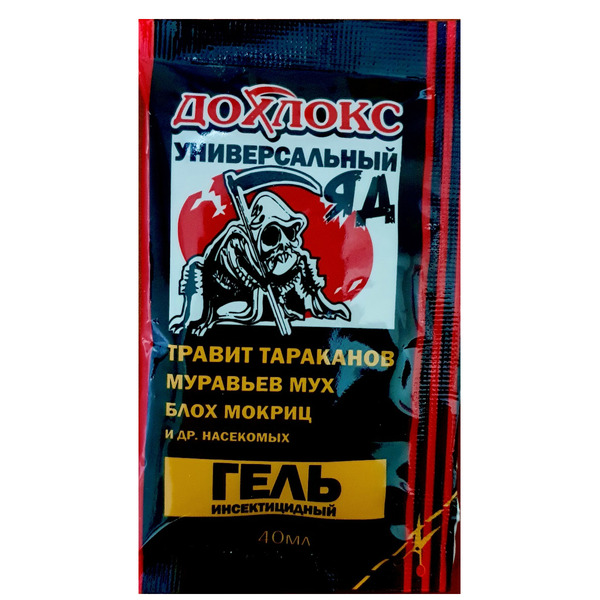 ДОХЛОКС
УНИВЕРСАЛЬНЫЙ
ЯД
ТРАВИТ ТАРАКАНОВ
МУРАВЬЕВ МУХ
БЛОХ МОКРИЦ
И ДР. НАСЕКОМЫХ
ГЕЛЬ
ИНСЕКТИЦИДНЫЙ
40МЛ